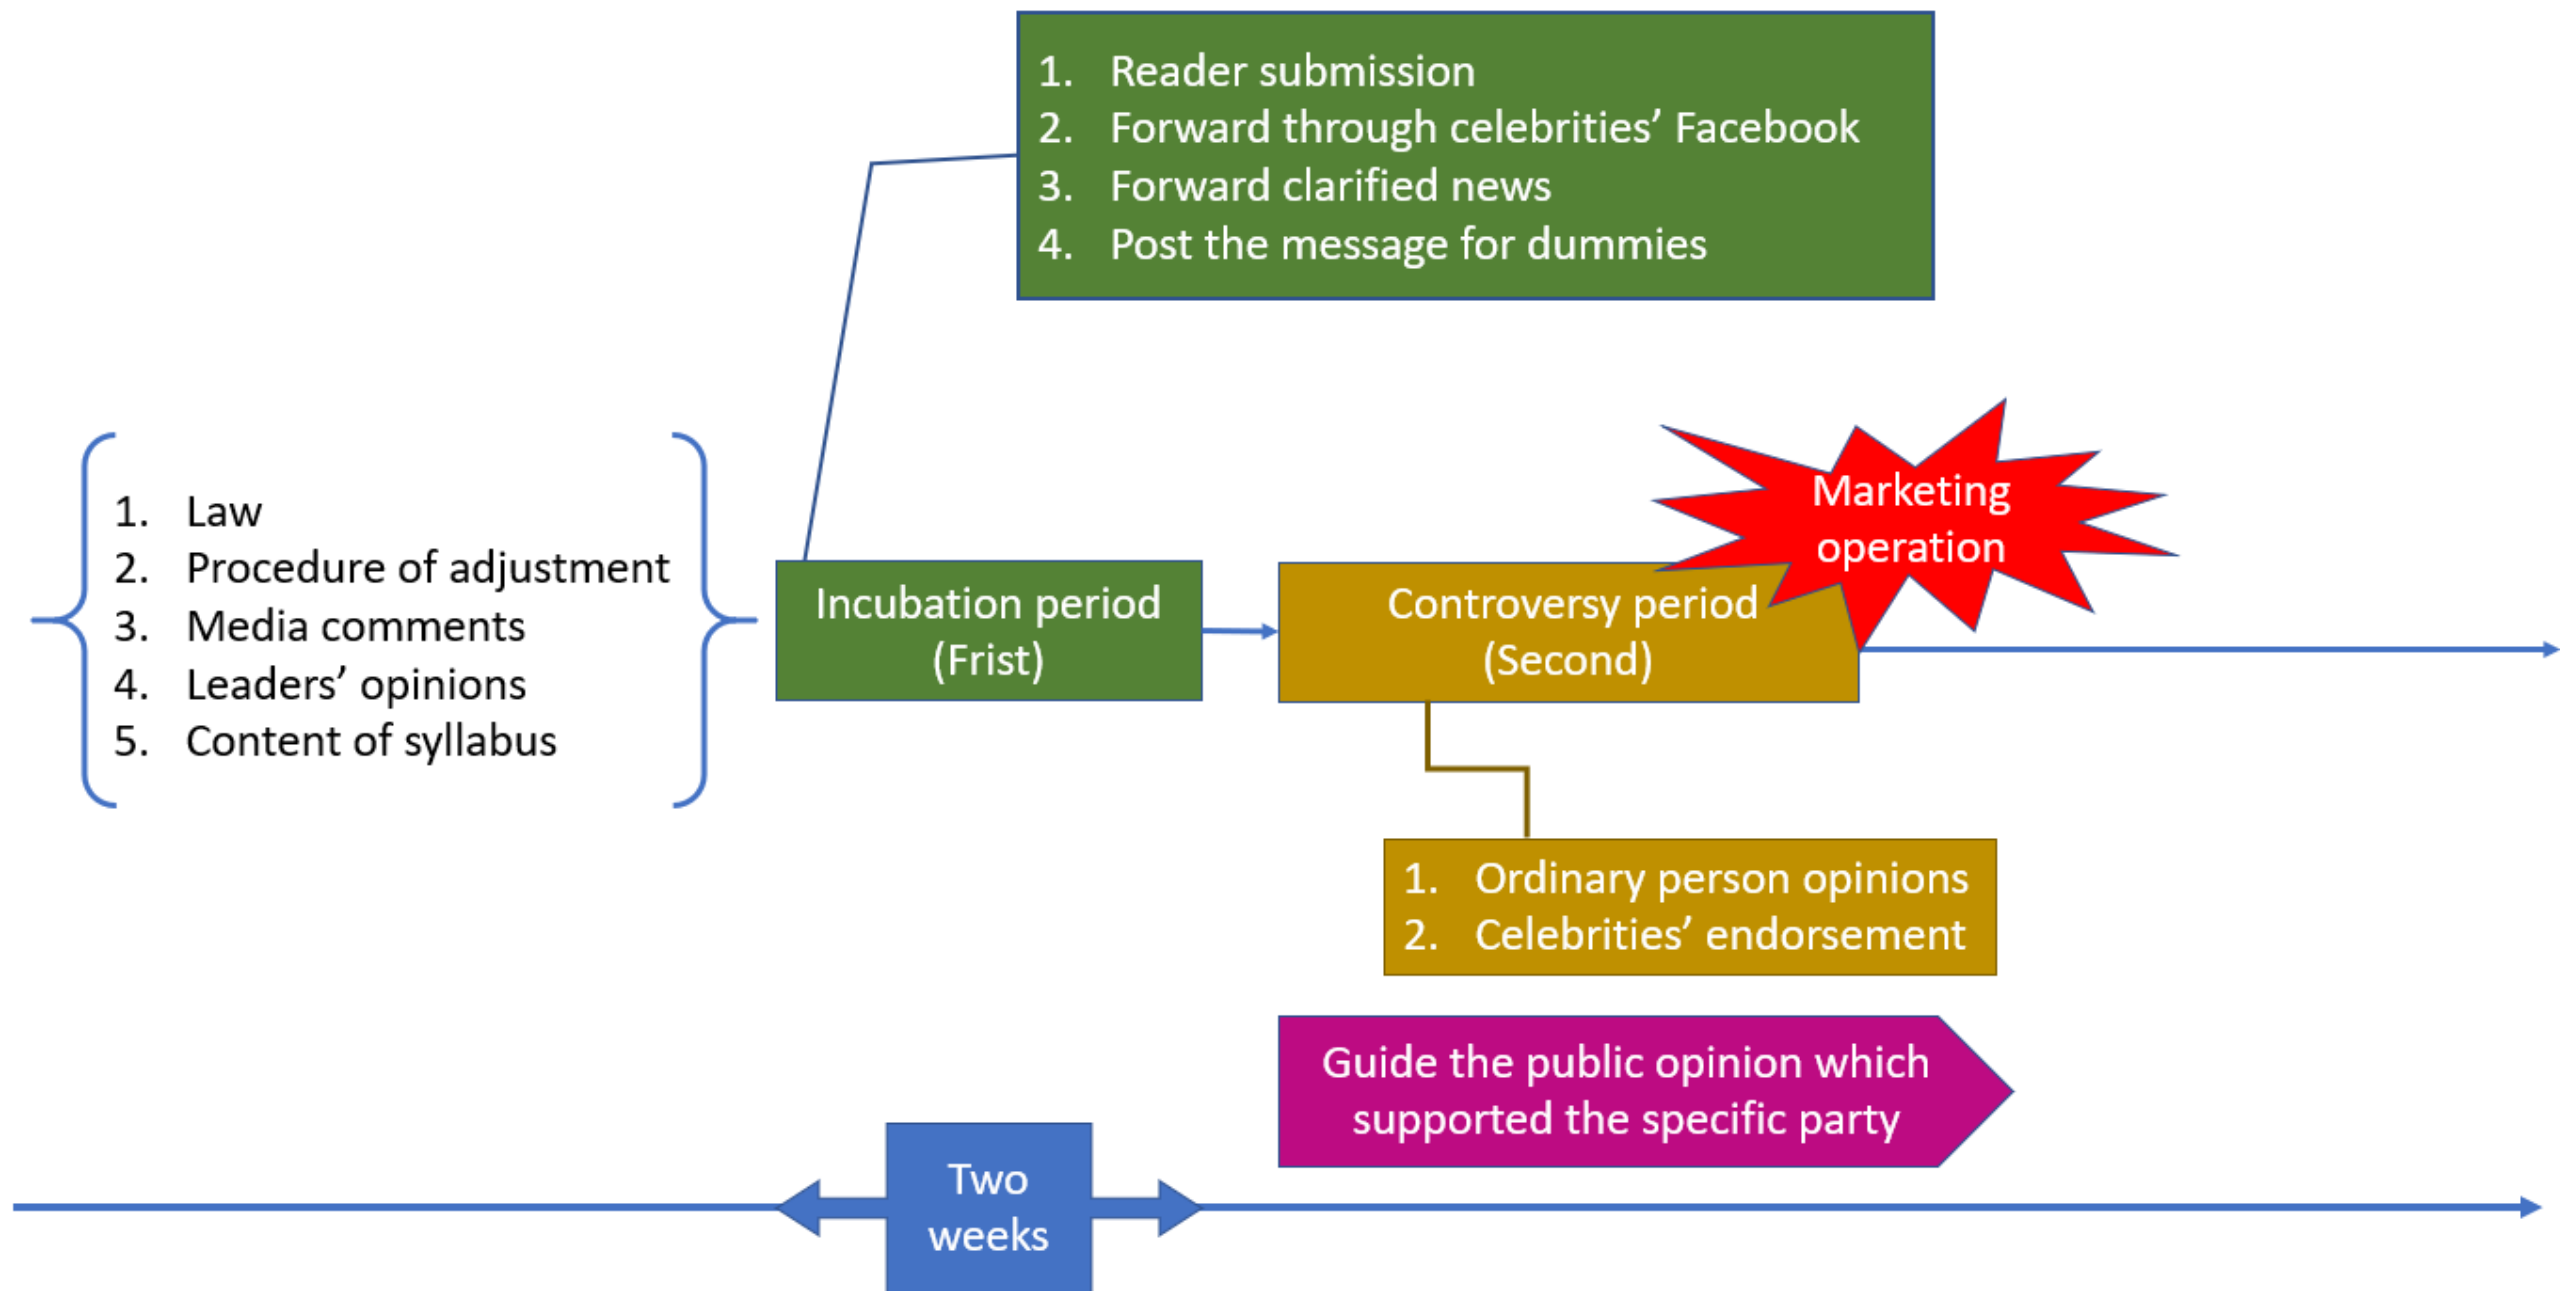 1. Reader submission
2. Forward through celebrities’ Facebook
3. Forward clarified news
4. Post the message for dummies
Marketing
operation
1. Law
2. Procedure of adjustment
3. Media comments
4. Leaders’ opinions
5. Content of syllabus
Incubation period
(Frist)
Controversy period
(Second)
1. Ordinary person opinions
2. Celebrities’ endorsement
Guide the public opinion which
supported the specific party
Two
weeks